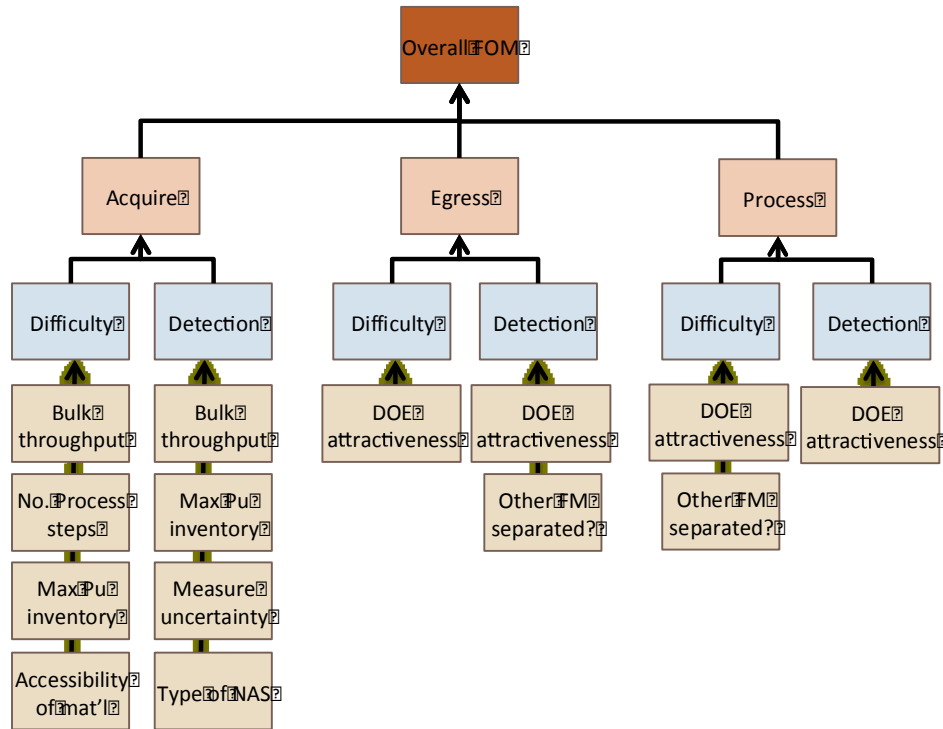 Overall FOM
Acquire
Egress
Process
Difficulty
Detection
Difficulty
Detection
Difficulty
Detection
Bulk
throughput
No. Process
steps
Max Pu
inventory
Accessibility
of mat'l
Bulk
throughput
Max Pu
inventory
Measure
uncertainty
Type of NAS
DOE
attractiveness
DOE
attractiveness
Other FM
separated?
DOE
attractiveness
Other FM
separated?
DOE
attractiveness